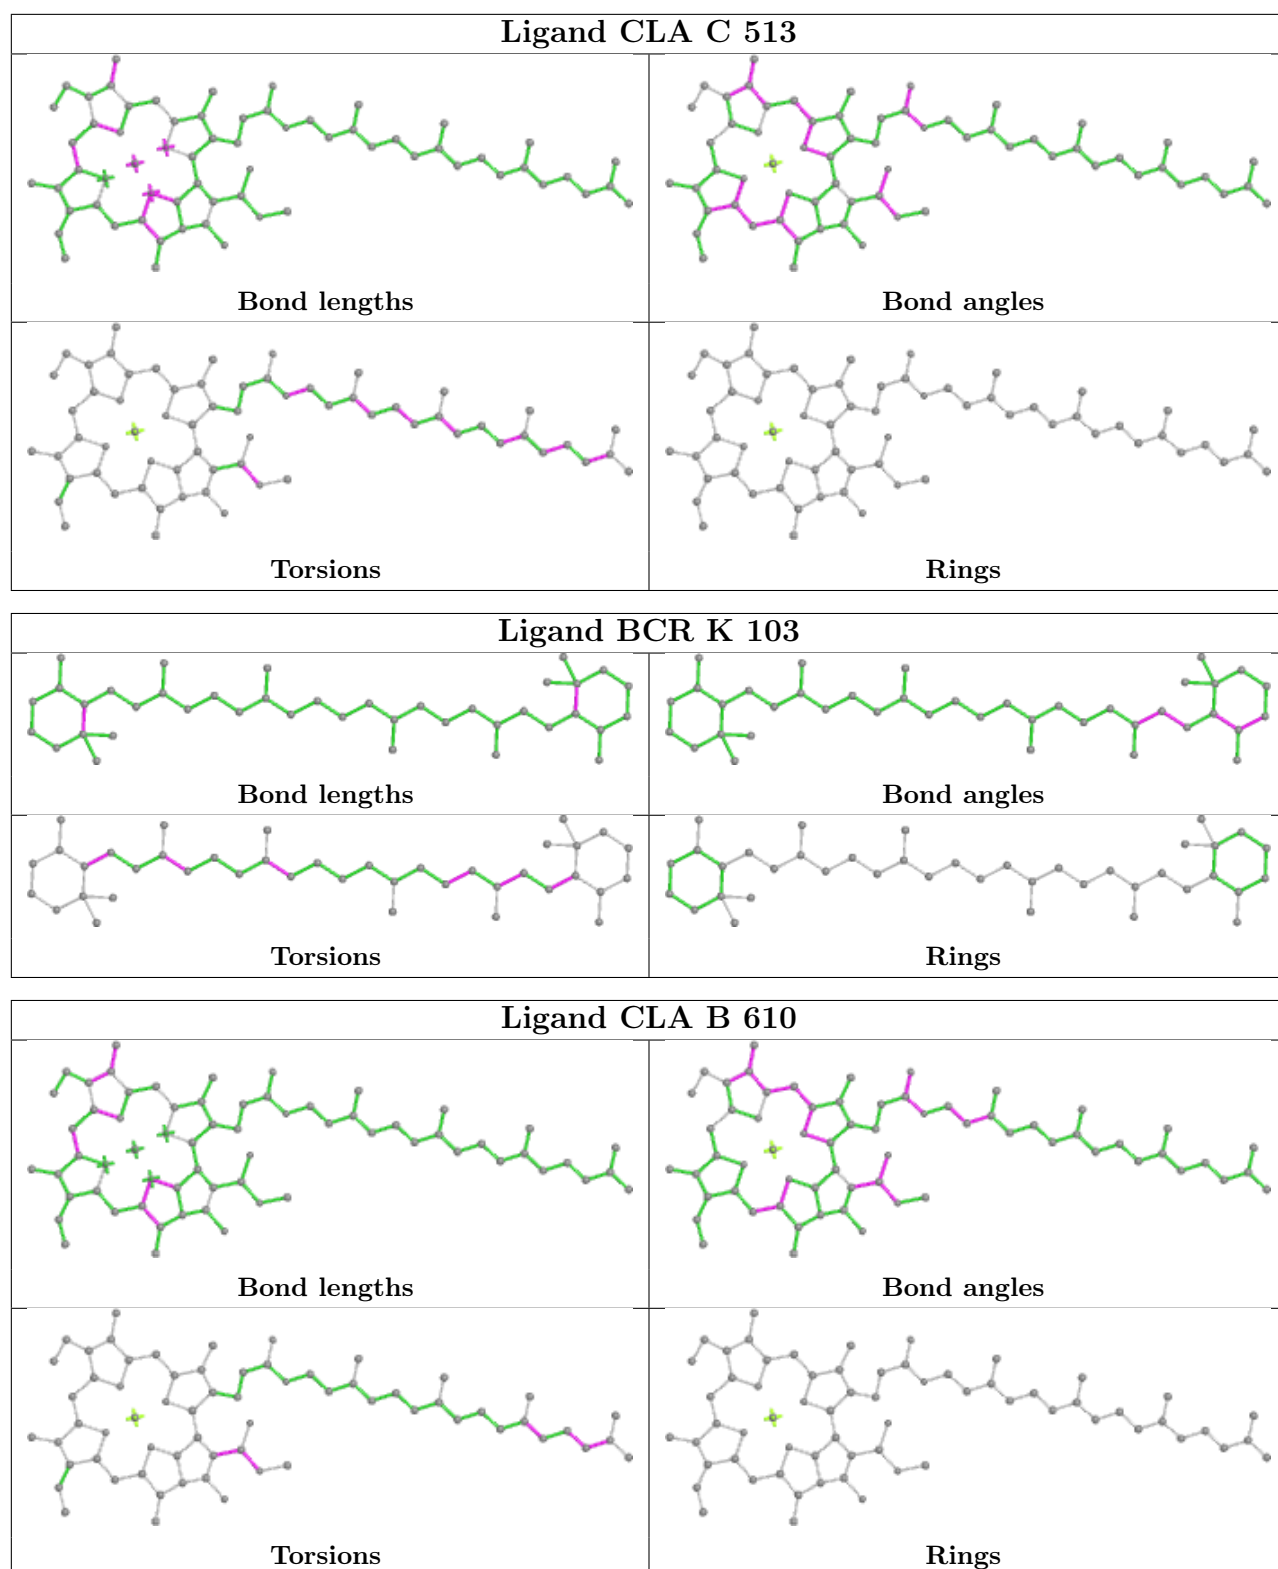 Ligand CLA C 513
Bond lengths
Bond angles
Torsions
Rings
Ligand BCR K 103
Bond lengths
Bond angles
Torsions
Rings
Ligand CLA B 610
Bond lengths
Bond angles
Torsions
Rings